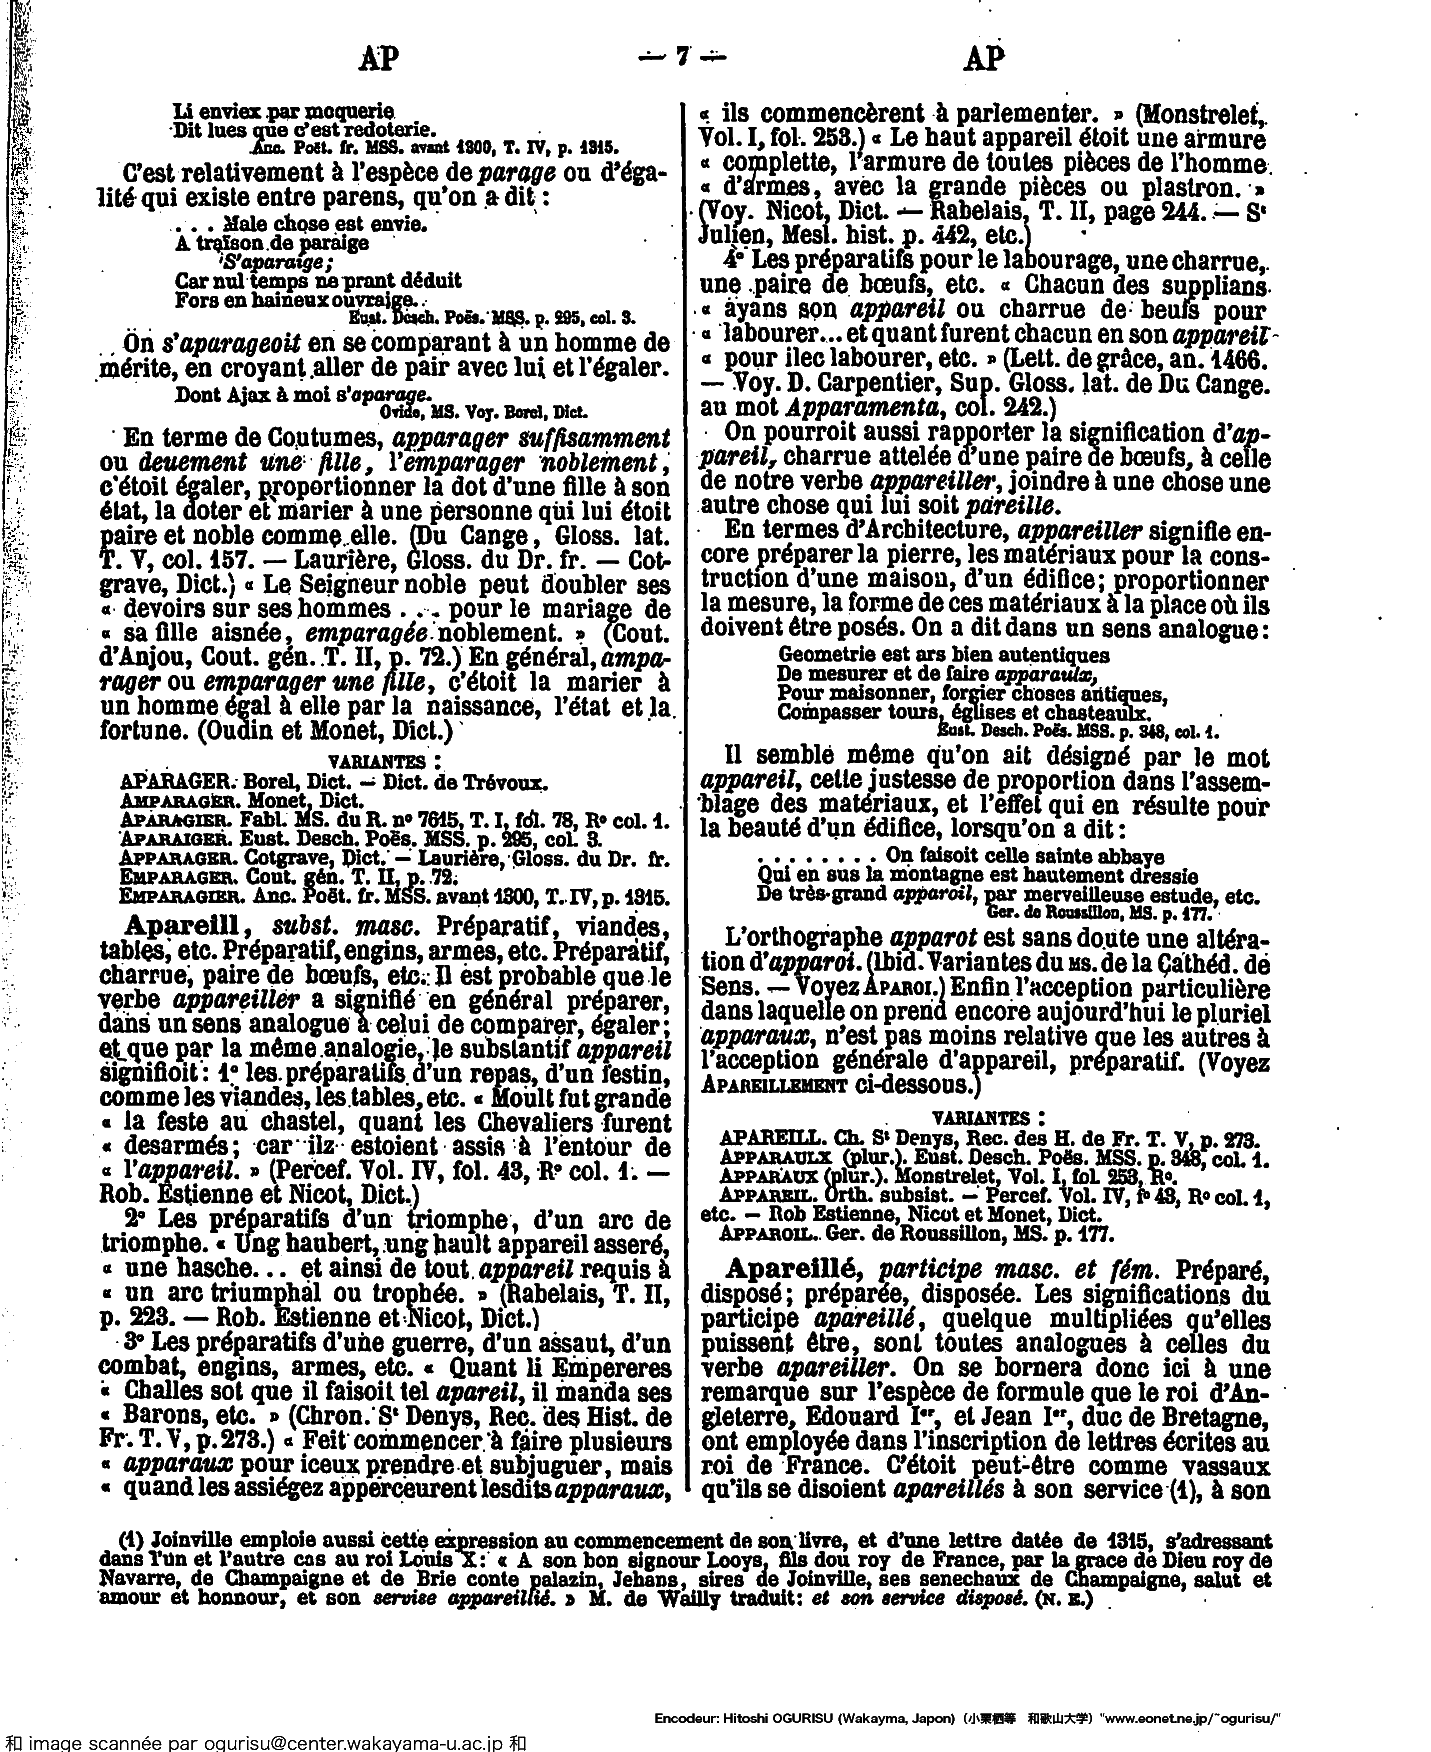 AP
— 7 —
AP
Li enviex par moquerie
Dit lues que c'est redoterie.
Anc. Poët. fr. MSS. avant 1300, T. IV, p. 1315.
C'est relativement à l'espèce de parage ou d'éga-
lité qui existe entre parens, qu'on a dit :
. . . Male chose est envie.
A traïson de paraige
S'aparaige;
Car nul temps ne prant déduit
Fors en haineux ouvraige.
Eust. Desch. Poës. MSS. p. 295, col. 3.
On s'aparageoit en se comparant à un homme de
mérite, en croyant aller de pair avec lui et l'égaler.
Dont Ajax à moi s'aparage.
Ovide, MS. Voy. Borel, Dict.
En terme de Coutumes, apparager suffisamment
ou deuement une fille, l'emparager noblement,
c'étoit égaler, proportionner la dot d'une fille à son
état, la doter et marier à une personne qui lui étoit
paire et noble comme elle. (Du Cange, Gloss. lat.
T. V, col. 157. — Laurière, Gloss. du Dr. fr. — Cot-
grave, Dict.) « Le Seigneur noble peut doubler ses
« devoirs sur ses hommes . . . pour le mariage de
« sa fille aisnée, emparagée noblement. » (Cout.
d'Anjou, Cout. gén. T. II, p. 72.) En général, ampa-
rager ou emparager une fille, c'étoit la marier à
un homme égal à elle par la naissance, l'état et la
fortune. (Oudin et Monet, Dict.)
VARIANTES :
APARAGER. Borel, Dict. — Dict. de Trévoux.
AMPARAGER. Monet, Dict.
APARAGIER. Fabl. MS. du R. nº 7615, T. I, fol. 78, Rº col. 1.
APARAIGER. Eust. Desch. Poës. MSS. p. 295, col. 3.
APPARAGER. Cotgrave, Dict. — Laurière, Gloss. du Dr. fr.
EMPARAGER. Cout. gén. T. II, p. 72.
EMPARAGIER. Anc. Poët. fr. MSS. avant 1300, T. IV, p. 1315.
Apareill, subst. masc. Préparatif, viandes,
tables, etc. Préparatif, engins, armes, etc. Préparatif,
charrue, paire de bœufs, etc. Il est probable que le
verbe appareiller a signifié en général préparer,
dans un sens analogue à celui de comparer, égaler;
et que par la même analogie, le substantif appareil
signifioit : 1º les préparatifs d'un repas, d'un festin,
comme les viandes, les tables, etc. « Moult fut grande
« la feste au chastel, quant les Chevaliers furent
« desarmés; car ilz estoient assis à l'entour de
« l'appareil. » (Percef. Vol. IV, fol. 43, Rº col. 1. —
Rob. Estienne et Nicot, Dict.)
2º Les préparatifs d'un triomphe, d'un arc de
triomphe. « Ung haubert, ung hault appareil asseré,
« une hasche... et ainsi de tout appareil requis à
« un arc triumphal ou trophée. » (Rabelais, T. II,
p. 223. — Rob. Estienne et Nicot, Dict.)
3º Les préparatifs d'une guerre, d'un assaut, d'un
combat, engins, armes, etc. « Quant li Empereres
« Challes sot que il faisoit tel apareil, il manda ses
« Barons, etc. » (Chron. St Denys, Rec. des Hist. de
Fr. T. V, p. 273.) « Feit commencer à faire plusieurs
« apparaux pour iceux prendre et subjuguer, mais
« quand les assiégez apperceurent lesdits apparaux,
« ils commencèrent à parlementer. » (Monstrelet,
Vol. I, fol. 253.) « Le haut appareil étoit une armure
« complette, l'armure de toutes pièces de l'homme
« d'armes, avec la grande pièces ou plastron. »
(Voy. Nicot, Dict. — Rabelais, T. II, page 244. — St
Julien, Mesl. hist. p. 442, etc.)
4º Les préparatifs pour le labourage, une charrue,
une paire de bœufs, etc. « Chacun des supplians
« ayans son appareil ou charrue de beufs pour
« labourer... et quant furent chacun en son appareil
« pour ilec labourer, etc. » (Lett. de grâce, an. 1466.
— Voy. D. Carpentier, Sup. Gloss. lat. de Du Cange.
au mot Apparamenta, col. 242.)
On pourroit aussi rapporter la signification d'ap-
pareil, charrue attelée d'une paire de bœufs, à celle
de notre verbe appareiller, joindre à une chose une
autre chose qui lui soit pareille.
En termes d'Architecture, appareiller signifie en-
core préparer la pierre, les matériaux pour la cons-
truction d'une maison, d'un édifice; proportionner
la mesure, la forme de ces matériaux à la place où ils
doivent être posés. On a dit dans un sens analogue :
Geometrie est ars bien autentiques
De mesurer et de faire apparaulx,
Pour maisonner, forgier choses antiques,
Compasser tours, églises et chasteaulx.
Eust. Desch. Poës. MSS. p. 348, col. 1.
Il semble même qu'on ait désigné par le mot
appareil, cette justesse de proportion dans l'assem-
blage des matériaux, et l'effet qui en résulte pour
la beauté d'un édifice, lorsqu'on a dit :
. . . . . . . . On faisoit celle sainte abbaye
Qui en sus la montagne est hautement dressie
De très-grand apparoil, par merveilleuse estude, etc.
Ger. de Roussillon, MS. p. 177.
L'orthographe apparot est sans doute une altéra-
tion d'apparoi. (Ibid. Variantes du MS. de la Cathéd. de
Sens. — Voyez APAROI.) Enfin l'acception particulière
dans laquelle on prend encore aujourd'hui le pluriel
apparaux, n'est pas moins relative que les autres à
l'acception générale d'appareil, préparatif. (Voyez
APAREILLEMENT ci-dessous.)
VARIANTES :
APAREILL. Ch. St Denys, Rec. des H. de Fr. T. V, p. 273.
APPARAULX (plur.). Eust. Desch. Poës. MSS. p. 348, col. 1.
APPARAUX (plur.). Monstrelet, Vol. I, fol. 253, Rº.
APPAREIL. Orth. subsist. — Percef. Vol. IV, fº 43, Rº col. 1,
etc. — Rob Estienne, Nicot et Monet, Dict.
APPAROIL. Ger. de Roussillon, MS. p. 177.
Apareillé, participe masc. et fém. Préparé,
disposé; préparée, disposée. Les significations du
participe apareillé, quelque multipliées qu'elles
puissent être, sont toutes analogues à celles du
verbe apareiller. On se bornera donc ici à une
remarque sur l'espèce de formule que le roi d'An-
gleterre, Edouard Ier, et Jean Ier, duc de Bretagne,
ont employée dans l'inscription de lettres écrites au
roi de France. C'étoit peut-être comme vassaux
qu'ils se disoient apareillés à son service (1), à son
(1) Joinville emploie aussi cette expression au commencement de son livre, et d'une lettre datée de 1315, s'adressant
dans l'un et l'autre cas au roi Louis X: « A son bon signour Looys, fils dou roy de France, par la grace de Dieu roy de
Navarre, de Champaigne et de Brie conte palazin, Jehans, sires de Joinville, ses senechaux de Champaigne, salut et
amour et honnour, et son servise appareillié. » M. de Wailly traduit: et son service disposé. (N. E.)
Encodeur: Hitoshi OGURISU (Wakayma, Japon) (小栗栖等 和歌山大学) "www.eonet.ne.jp/~ogurisu/"
和 image scannée par ogurisu@center.wakayama-u.ac.jp 和